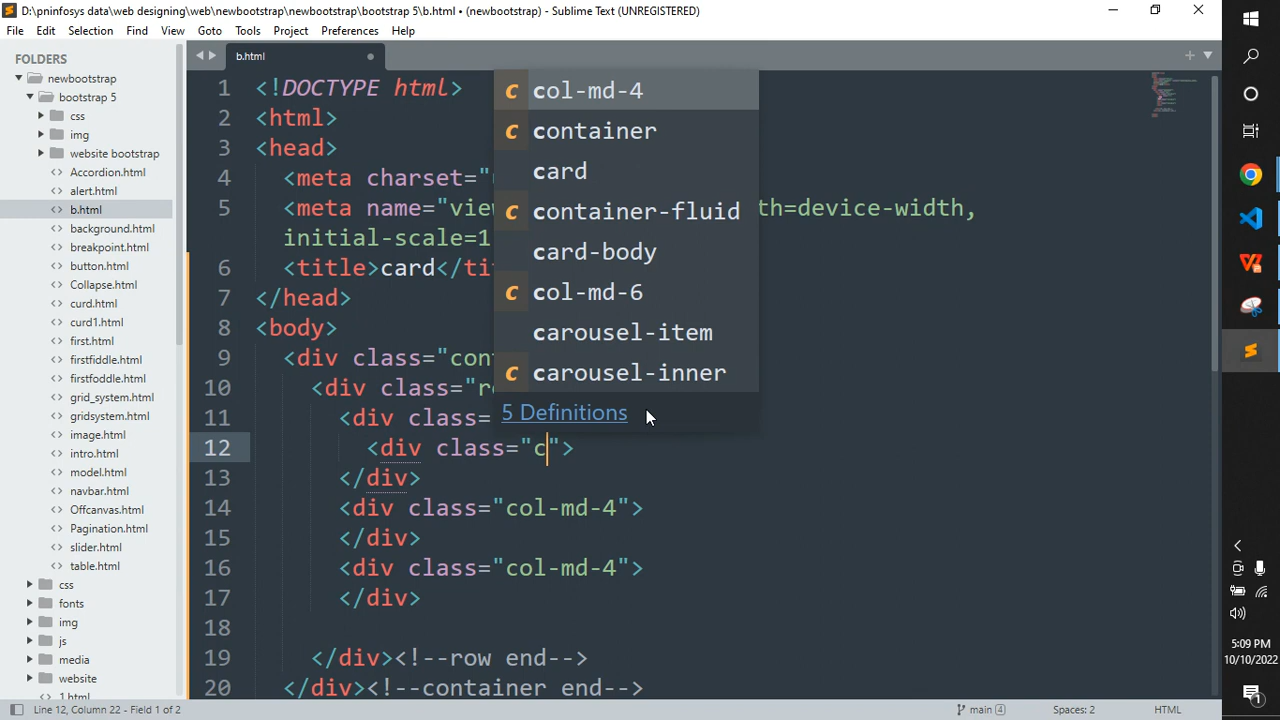 D:\pninfosys data\web designing\web\newbootstrap\newbootstrap\bootstrap 5\b.html • (newbootstrap) - Sublime Text (UNREGISTERED)
File Edit Selection Find View Goto Tools Project Preferences Help
FOLDERS
newbootstrap
bootstrap 5
css
img
website bootstrap
Accordion.html
alert.html
b.html
background.html
breakpoint.html
button.html
Collapse.html
curd.html
curd1.html
first.html
firstfiddle.html
firstfoddle.html
grid_system.html
gridsystem.html
image.html
intro.html
model.html
navbar.html
Offcanvas.html
Pagination.html
slider.html
table.html
css
fonts
img
js
media
website
1.html
b.html
1 <!DOCTYPE html>
2 <html>
3 <head>
4 <meta charset="
5 <meta name="view th=device-width,
initial-scale=1
6 <title>card</tit
7 </head>
8 <body>
9 <div class="con
10 <div class="r
11 <div class=
12 <div class="c">
13 </div>
14 <div class="col-md-4">
15 </div>
16 <div class="col-md-4">
17 </div>
18
19 </div><!--row end-->
20 </div><!--container end-->
c col-md-4
c container
card
c container-fluid
card-body
c col-md-6
carousel-item
c carousel-inner
5 Definitions
Line 12, Column 22 - Field 1 of 2
main 4
Spaces: 2
HTML
5:09 PM
10/10/2022
1